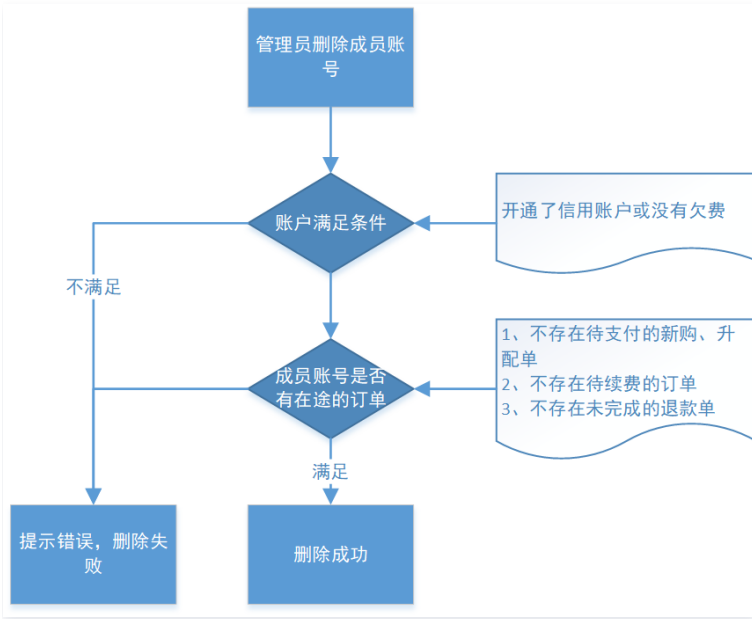 管理员删除成员账
号
账户满足条件
开通了信用账户或没有欠费
不满足
成员账号是否
有在途的订单
1、不存在待支付的新购、升
配单
2、不存在待续费的订单
3、不存在未完成的退款单
满足
提示错误，删除失
败
删除成功